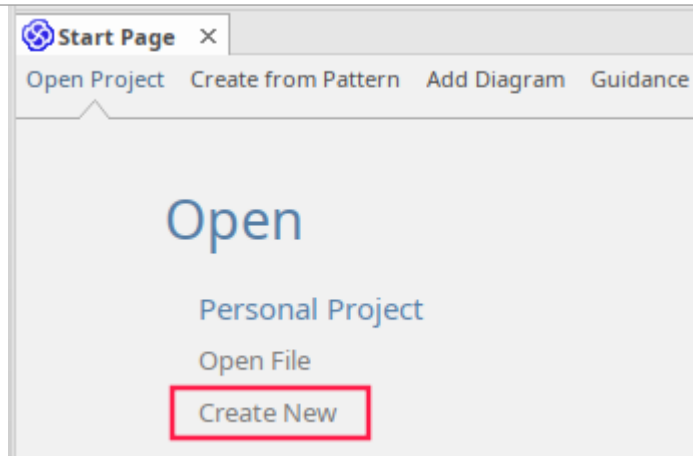 Start Page
Open Project Create from Pattern Add Diagram Guidance
Open
Personal Project
Open File
Create New